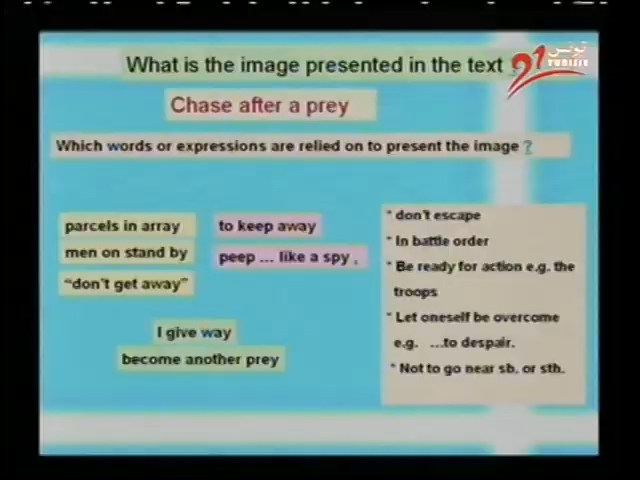 What is the image presented in the text ?
تونس
21
TUNISIE
Chase after a prey
Which words or expressions are relied on to present the image ?
parcels in array
men on stand by
"don't get away"
to keep away
peep ... like a spy .
I give way
become another prey
* don't escape
* In battle order
* Be ready for action e.g. the
troops
* Let oneself be overcome
e.g. ...to despair.
* Not to go near sb. or sth.